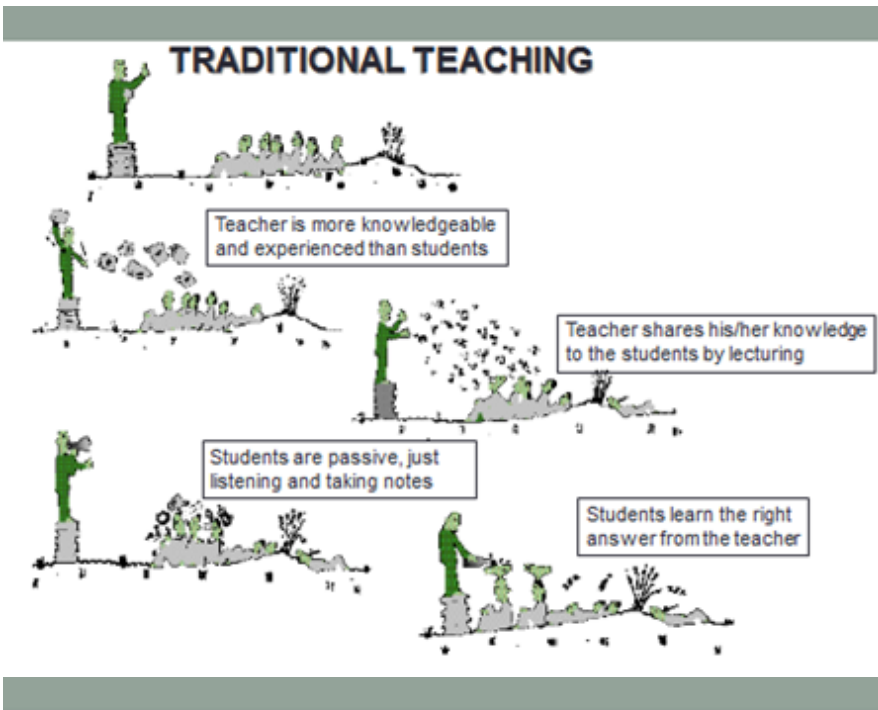 TRADITIONAL TEACHING
Teacher is more knowledgeable
and experienced than students
Teacher shares his/her knowledge
to the students by lecturing
Students are passive, just
listening and taking notes
Students learn the right
answer from the teacher